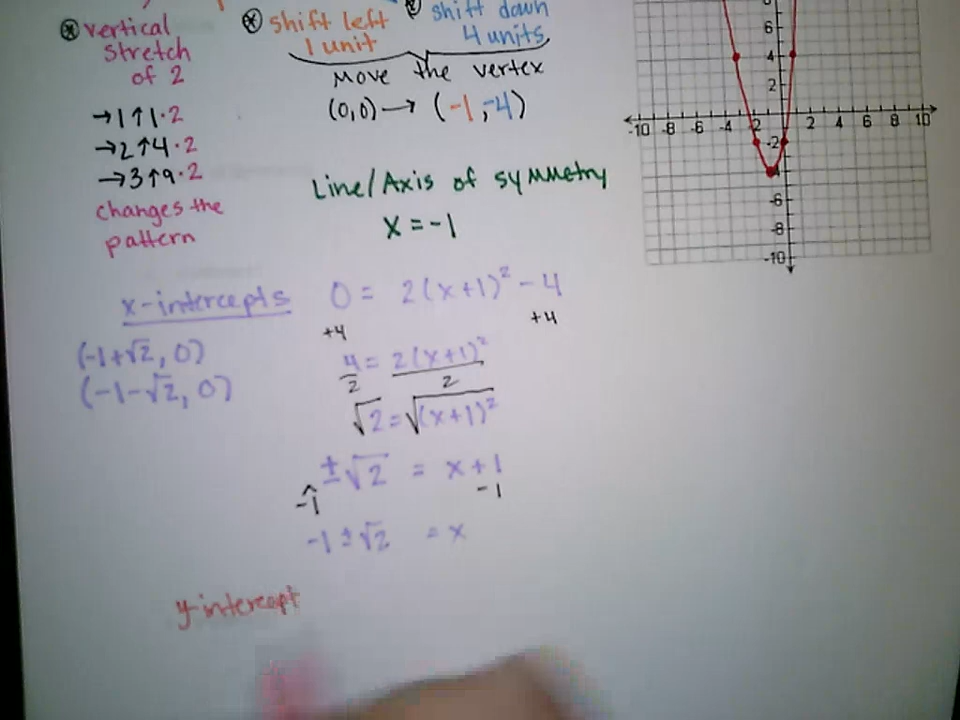 vertical
stretch
of 2
→1↑1·2
→2↑4·2
→3↑9·2
changes the
pattern
shift left
1 unit
shift down
4 units
Move the vertex
(0,0) → (-1,-4)
Line/Axis of symmetry
x = -1
x-intercepts
(-1+√2, 0)
(-1-√2, 0)
0 = 2(x+1)² - 4
+4 +4
4/2 = 2(x+1)²/2
√2 = √(x+1)²
±√2 = x+1
-1 -1
-1±√2 = x
y-intercept
8
6
4
2
-10 -8 -6 -4 -2 2 4 6 8 10
-2
-4
-6
-8
-10